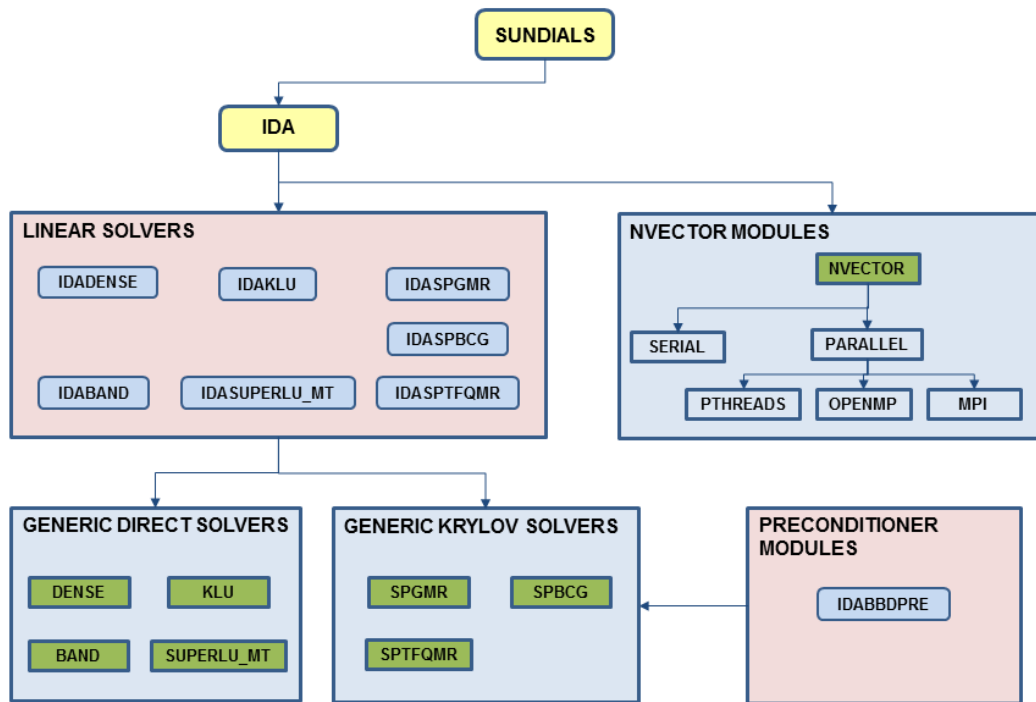 SUNDIALS
IDA
LINEAR SOLVERS
IDADENSE
IDAKLU
IDASPGMR
IDASPBCG
IDABAND
IDASUPERLU_MT
IDASPTFQMR
NVECTOR MODULES
NVECTOR
SERIAL
PARALLEL
PTHREADS
OPENMP
MPI
GENERIC DIRECT SOLVERS
DENSE
KLU
BAND
SUPERLU_MT
GENERIC KRYLOV SOLVERS
SPGMR
SPBCG
SPTFQMR
PRECONDITIONER
MODULES
IDABBDPRE